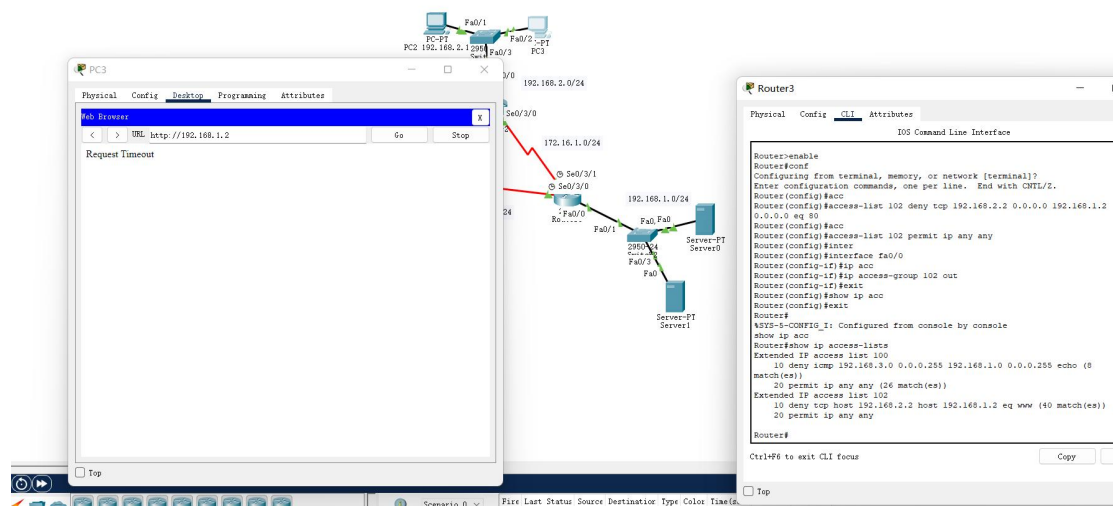 Fa0/1
PC-PT
PC2 192.168.2.1
2950
Fa0/2
-PT
PC3
Fa0/3
192.168.2.0/24
Se0/3/0
172.16.1.0/24
Se0/3/1
Se0/3/0
24
Fa0/0
192.168.1.0/24
Fa0/1
Fa0, Fa0
2950-24
Server-PT
Server0
Fa0/3
Fa0
Server-PT
Server1
PC3
Physical Config Desktop Programming Attributes
Web Browser
X
< > URL http://192.168.1.2 Go Stop
Request Timeout
Top
Router3
Physical Config CLI Attributes
IOS Command Line Interface
Router>enable
Router#conf
Configuring from terminal, memory, or network [terminal]?
Enter configuration commands, one per line. End with CNTL/Z.
Router(config)#acc
Router(config)#access-list 102 deny tcp 192.168.2.2 0.0.0.0 192.168.1.2
0.0.0.0 eq 80
Router(config)#acc
Router(config)#access-list 102 permit ip any any
Router(config)#inter
Router(config)#interface fa0/0
Router(config-if)#ip acc
Router(config-if)#ip access-group 102 out
Router(config-if)#exit
Router(config)#show ip acc
Router(config)#exit
Router#
%SYS-5-CONFIG_I: Configured from console by console
show ip acc
Router#show ip access-lists
Extended IP access list 100
10 deny icmp 192.168.3.0 0.0.0.255 192.168.1.0 0.0.0.255 echo (8
match(es))
20 permit ip any any (26 match(es))
Extended IP access list 102
10 deny tcp host 192.168.2.2 host 192.168.1.2 eq www (40 match(es))
20 permit ip any any
Router#
Ctrl+F6 to exit CLI focus
Copy
Top
Scenario 0
Fire Last Status Source Destination Type Color